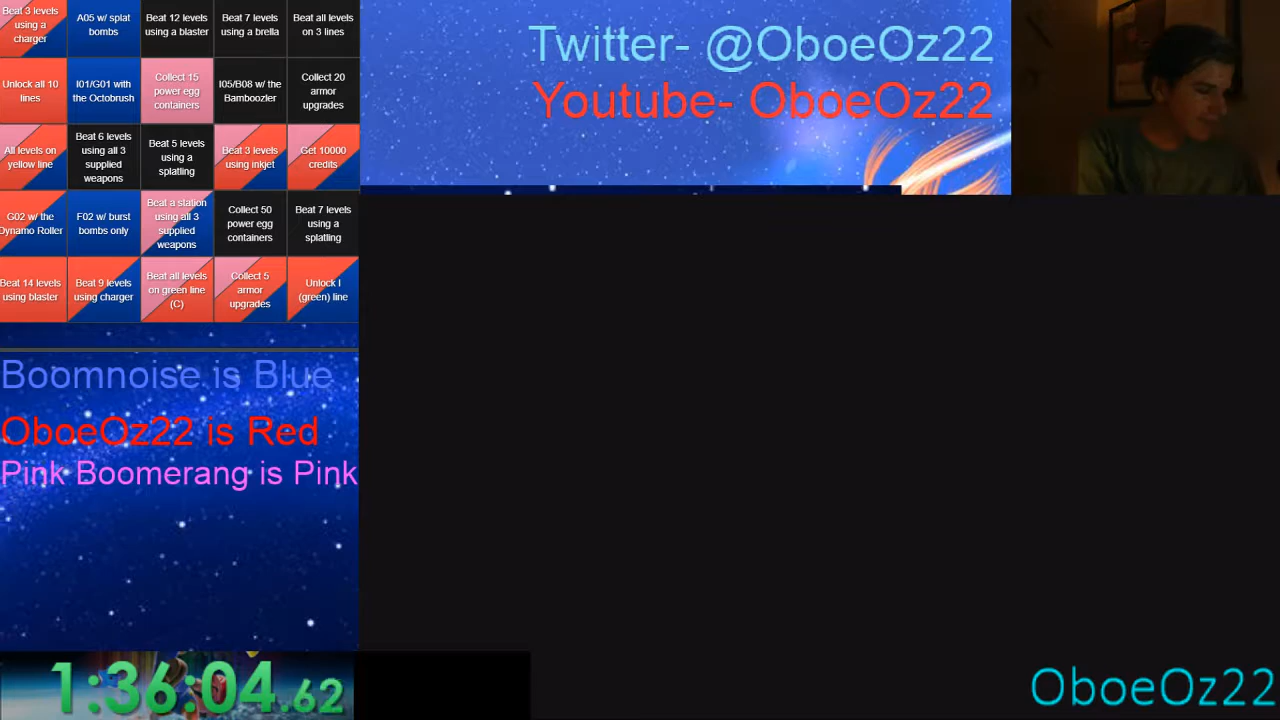 Beat 3 levels
using a
charger
A05 w/ splat
bombs
Beat 12 levels
using a blaster
Beat 7 levels
using a brella
Beat all levels
on 3 lines
Unlock all 10
lines
I01/G01 with
the Octobrush
Collect 15
power egg
containers
I05/B08 w/ the
Bamboozler
Collect 20
armor
upgrades
All levels on
yellow line
Beat 6 levels
using all 3
supplied
weapons
Beat 5 levels
using a
splatling
Beat 3 levels
using inkjet
Get 10000
credits
G02 w/ the
Dynamo Roller
F02 w/ burst
bombs only
Beat a station
using all 3
supplied
weapons
Collect 50
power egg
containers
Beat 7 levels
using a
splatling
Beat 14 levels
using blaster
Beat 9 levels
using charger
Beat all levels
on green line
(C)
Collect 5
armor
upgrades
Unlock I
(green) line
Twitter- @OboeOz22
Youtube- OboeOz22
Boomnoise is Blue
OboeOz22 is Red
Pink Boomerang is Pink
1:36:04.62
OboeOz22